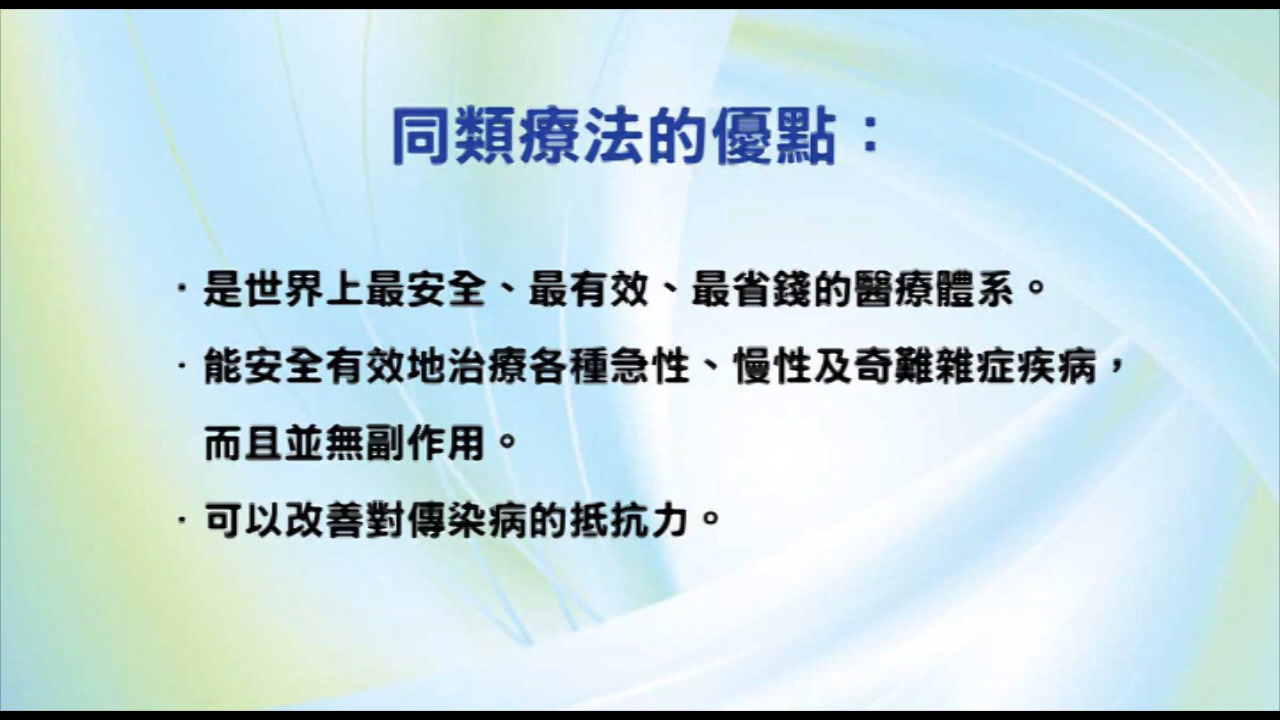 同類療法的優點：
·是世界上最安全、最有效、最省錢的醫療體系。
·能安全有效地治療各種急性、慢性及奇難雜症疾病，
而且並無副作用。
·可以改善對傳染病的抵抗力。